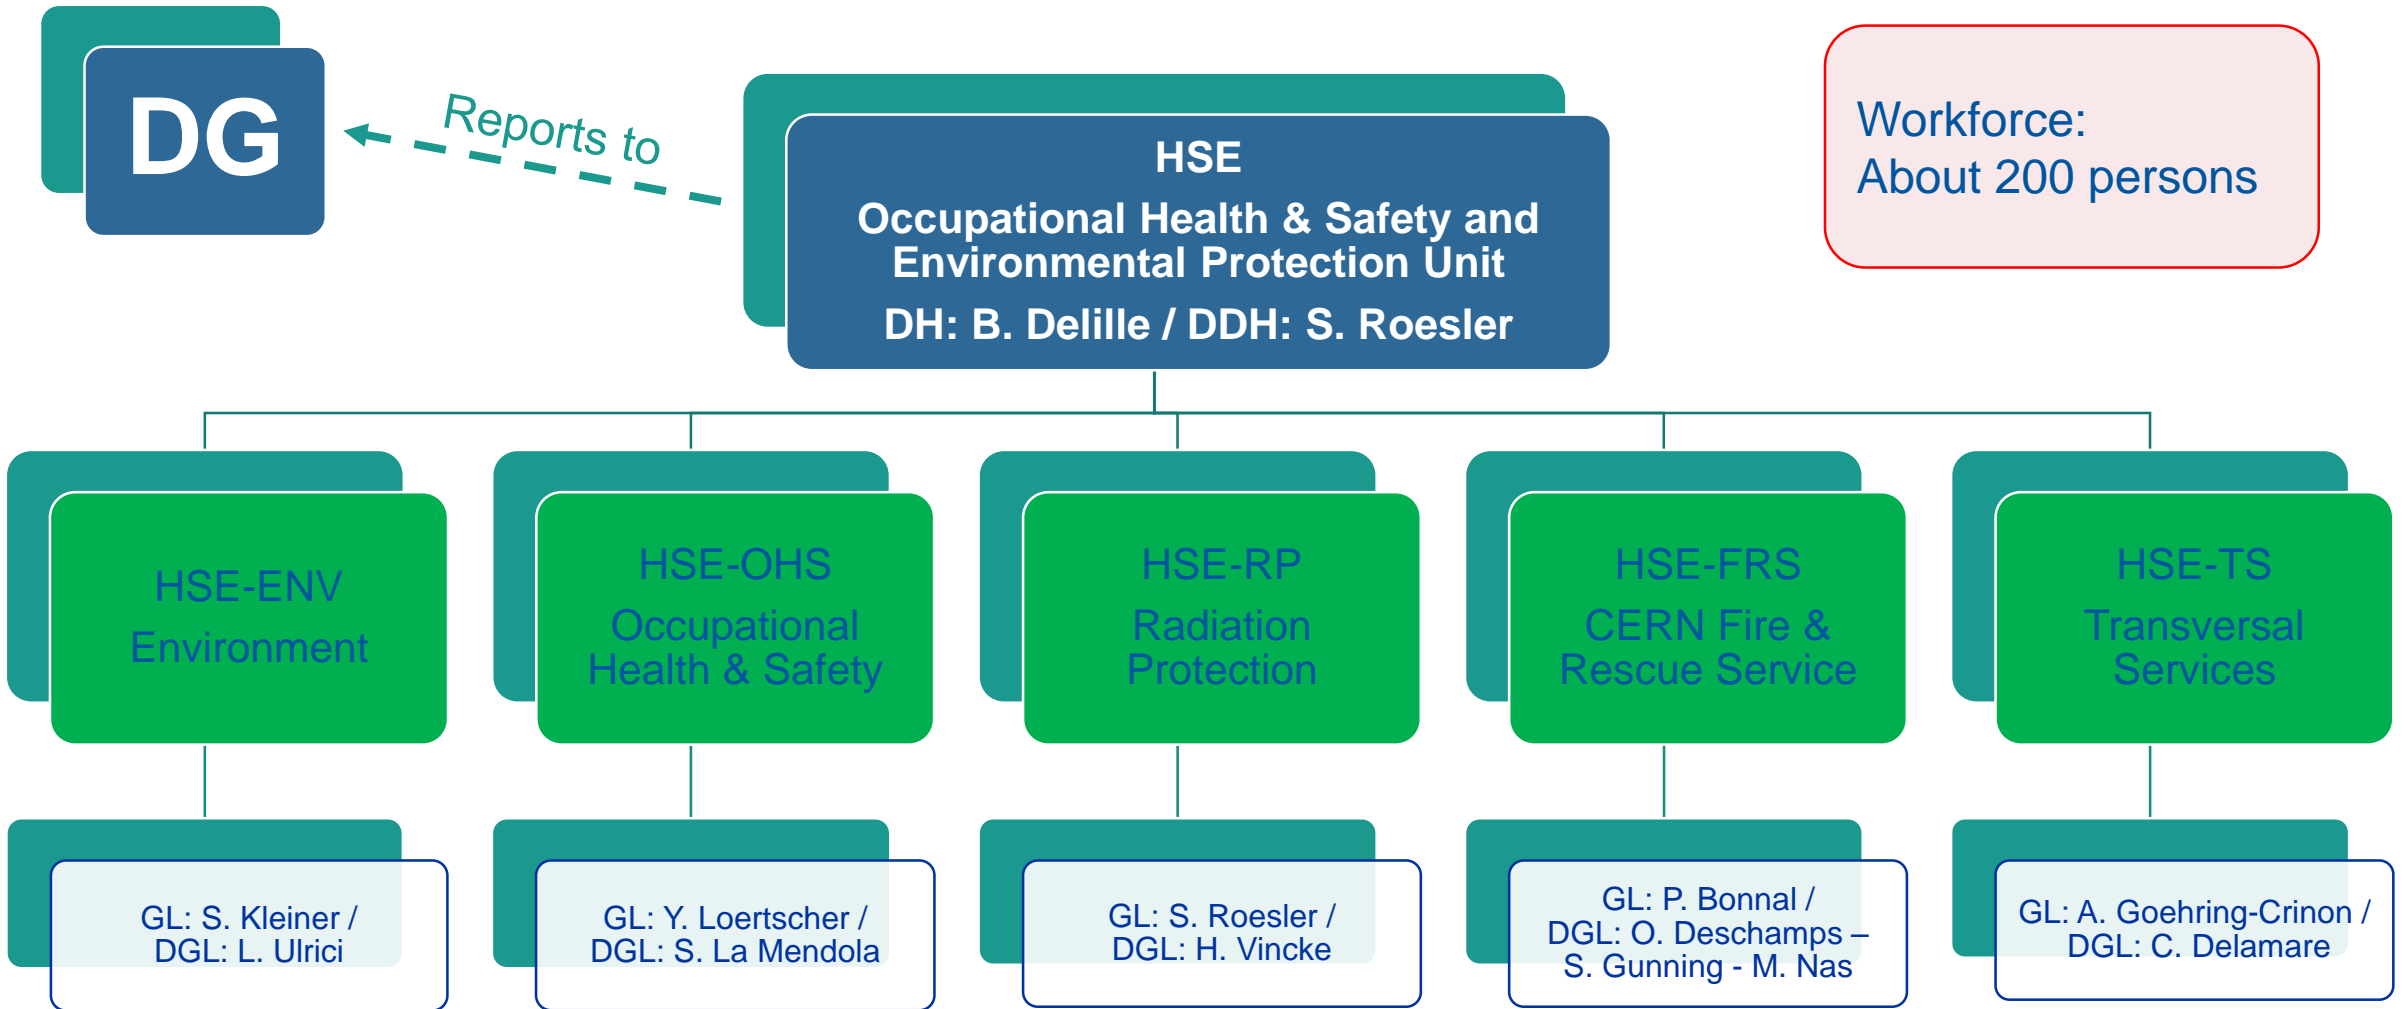 DG
Reports to
HSE
Occupational Health & Safety and
Environmental Protection Unit
DH: B. Delille / DDH: S. Roesler
Workforce:
About 200 persons
HSE-ENV
Environment
HSE-OHS
Occupational
Health & Safety
HSE-RP
Radiation
Protection
HSE-FRS
CERN Fire &
Rescue Service
HSE-TS
Transversal
Services
GL: S. Kleiner /
DGL: L. Ulrici
GL: Y. Loertscher /
DGL: S. La Mendola
GL: S. Roesler /
DGL: H. Vincke
GL: P. Bonnal /
DGL: O. Deschamps –
S. Gunning - M. Nas
GL: A. Goehring-Crinon /
DGL: C. Delamare